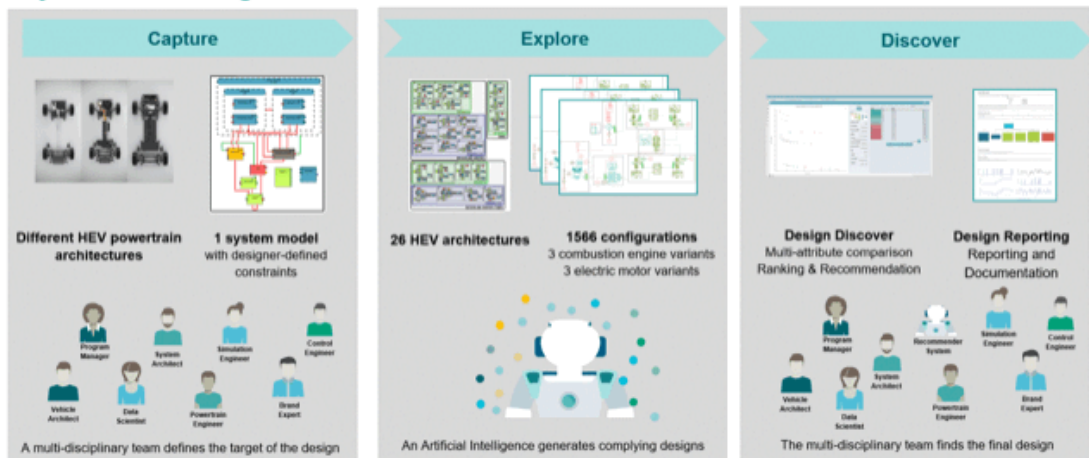 Capture
Different HEV powertrain
architectures
1 system model
with designer-defined
constraints
Program
Manager
System
Architect
Simulation
Engineer
Control
Engineer
Vehicle
Architect
Data
Scientist
Powertrain
Engineer
Brand
Expert
A multi-disciplinary team defines the target of the design
Explore
26 HEV architectures
1566 configurations
3 combustion engine variants
3 electric motor variants
An Artificial Intelligence generates complying designs
Discover
Design Discover
Multi-attribute comparison
Ranking & Recommendation
Design Reporting
Reporting and
Documentation
Program
Manager
Recommender
System
Simulation
Engineer
Control
Engineer
System
Architect
Vehicle
Architect
Data
Scientist
Powertrain
Engineer
Brand
Expert
The multi-disciplinary team finds the final design